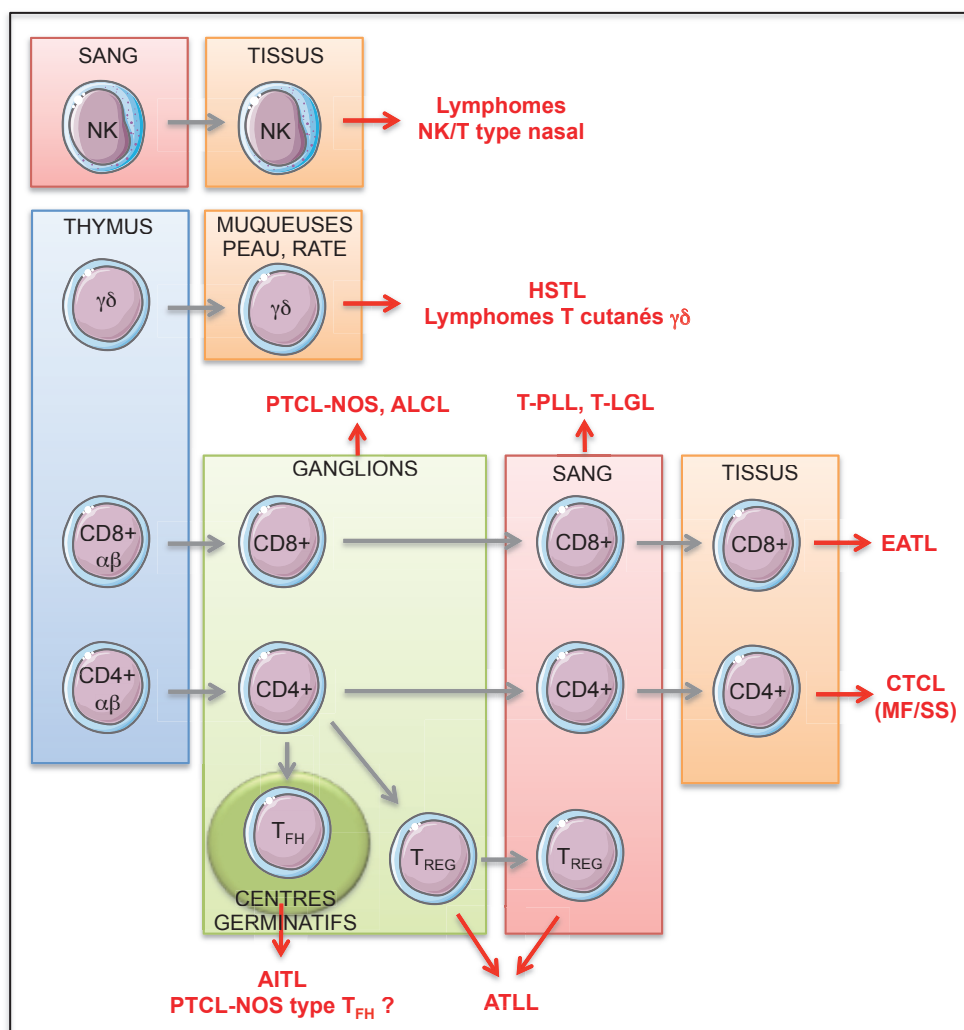 SANG
TISSUS
NK
NK
Lymphomes
NK/T type nasal
THYMUS
MUQUEUSES
PEAU, RATE
γδ
γδ
HSTL
Lymphomes T cutanés γδ
PTCL-NOS, ALCL
T-PLL, T-LGL
GANGLIONS
SANG
TISSUS
CD8+
αβ
CD8+
CD8+
CD8+
EATL
CD4+
αβ
CD4+
CD4+
CD4+
CTCL
(MF/SS)
TFH
TREG
TREG
CENTRES
GERMINATIFS
AITL
PTCL-NOS type TFH ?
ATLL